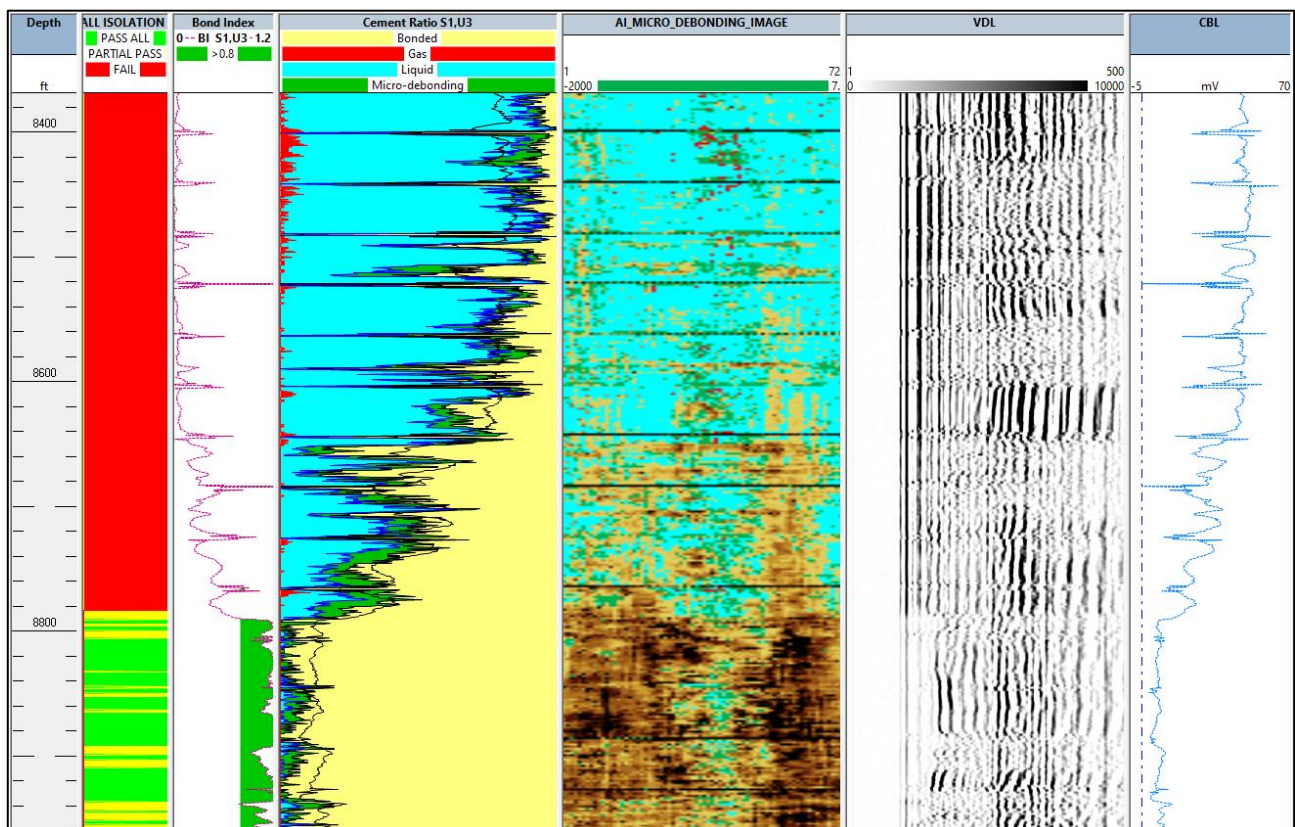 Depth
ft
ALL ISOLATION
PASS ALL
PARTIAL PASS
FAIL
Bond Index
0 BI S1,U3 1.2
>0.8
Cement Ratio S1,U3
Bonded
Gas
Liquid
Micro-debonding
AI_MICRO_DEBONDING_IMAGE
1 72
-2000 7.
VDL
1 500
0 10000
CBL
-5 mV 70
8400
8600
8800